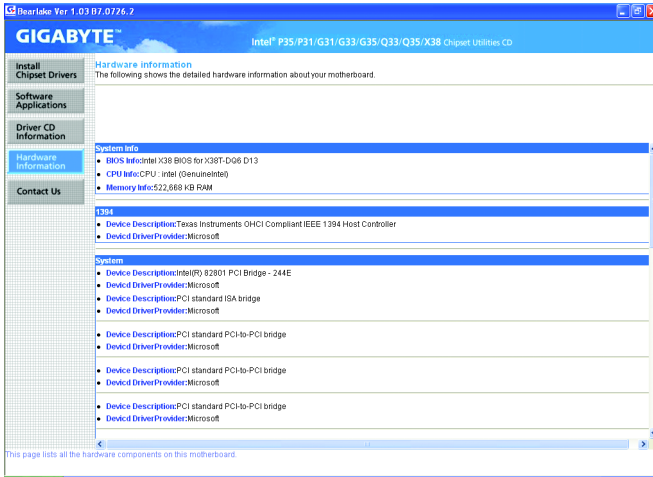 Bearlake Ver 1.03 B7.0726.2
GIGABYTE™
Intel® P35/P31/G31/G33/G35/Q33/Q35/X38 Chipset Utilities CD
Install
Chipset Drivers
Software
Applications
Driver CD
Information
Hardware
Information
Contact Us
Hardware information
The following shows the detailed hardware information about your motherboard.
System Info
• BIOS Info:Intel X38 BIOS for X38T-DQ6 D13
• CPU Info:CPU : intel (GenuineIntel)
• Memory Info:522,668 KB RAM
1394
• Device Description:Texas Instruments OHCI Compliant IEEE 1394 Host Controller
• Devicd DriverProvider:Microsoft
System
• Device Description:Intel(R) 82801 PCI Bridge - 244E
• Devicd DriverProvider:Microsoft
• Device Description:PCI standard ISA bridge
• Devicd DriverProvider:Microsoft
• Device Description:PCI standard PCI-to-PCI bridge
• Devicd DriverProvider:Microsoft
• Device Description:PCI standard PCI-to-PCI bridge
• Devicd DriverProvider:Microsoft
• Device Description:PCI standard PCI-to-PCI bridge
• Devicd DriverProvider:Microsoft
This page lists all the hardware components on this motherboard.